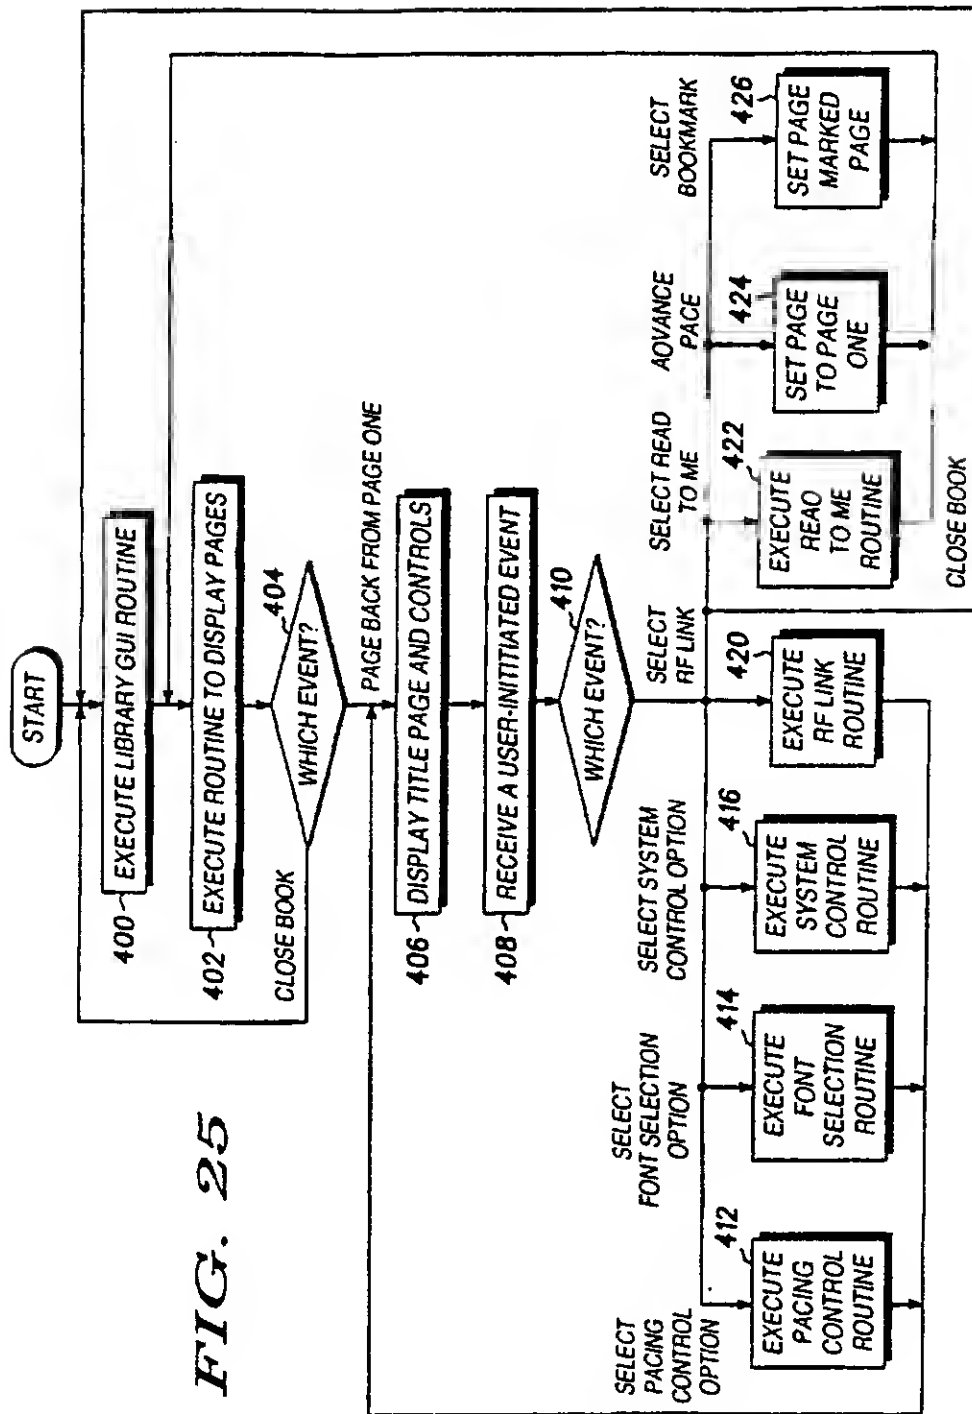 START
400
EXECUTE LIBRARY GUI ROUTINE
402
EXECUTE ROUTINE TO DISPLAY PAGES
404
WHICH EVENT?
CLOSE BOOK
PAGE BACK FROM PAGE ONE
406
DISPLAY TITLE PAGE AND CONTROLS
408
RECEIVE A USER-INITITIATED EVENT
410
WHICH EVENT?
SELECT
PACING
CONTROL
OPTION
412
EXECUTE
PACING
CONTROL
ROUTINE
SELECT
FONT SELECTION
OPTION
414
EXECUTE
FONT
SELECTION
ROUTINE
SELECT SYSTEM
CONTROL OPTION
416
EXECUTE
SYSTEM
CONTROL
ROUTINE
SELECT
RF LINK
420
EXECUTE
RF LINK
ROUTINE
SELECT READ
TO ME
422
EXECUTE
REAO
TO ME
ROUTINE
AOVANCE
PACE
424
SET PAGE
TO PAGE
ONE
SELECT
BOOKMARK
426
SET PAGE
MARKED
PAGE
CLOSE BOOK
FIG. 25